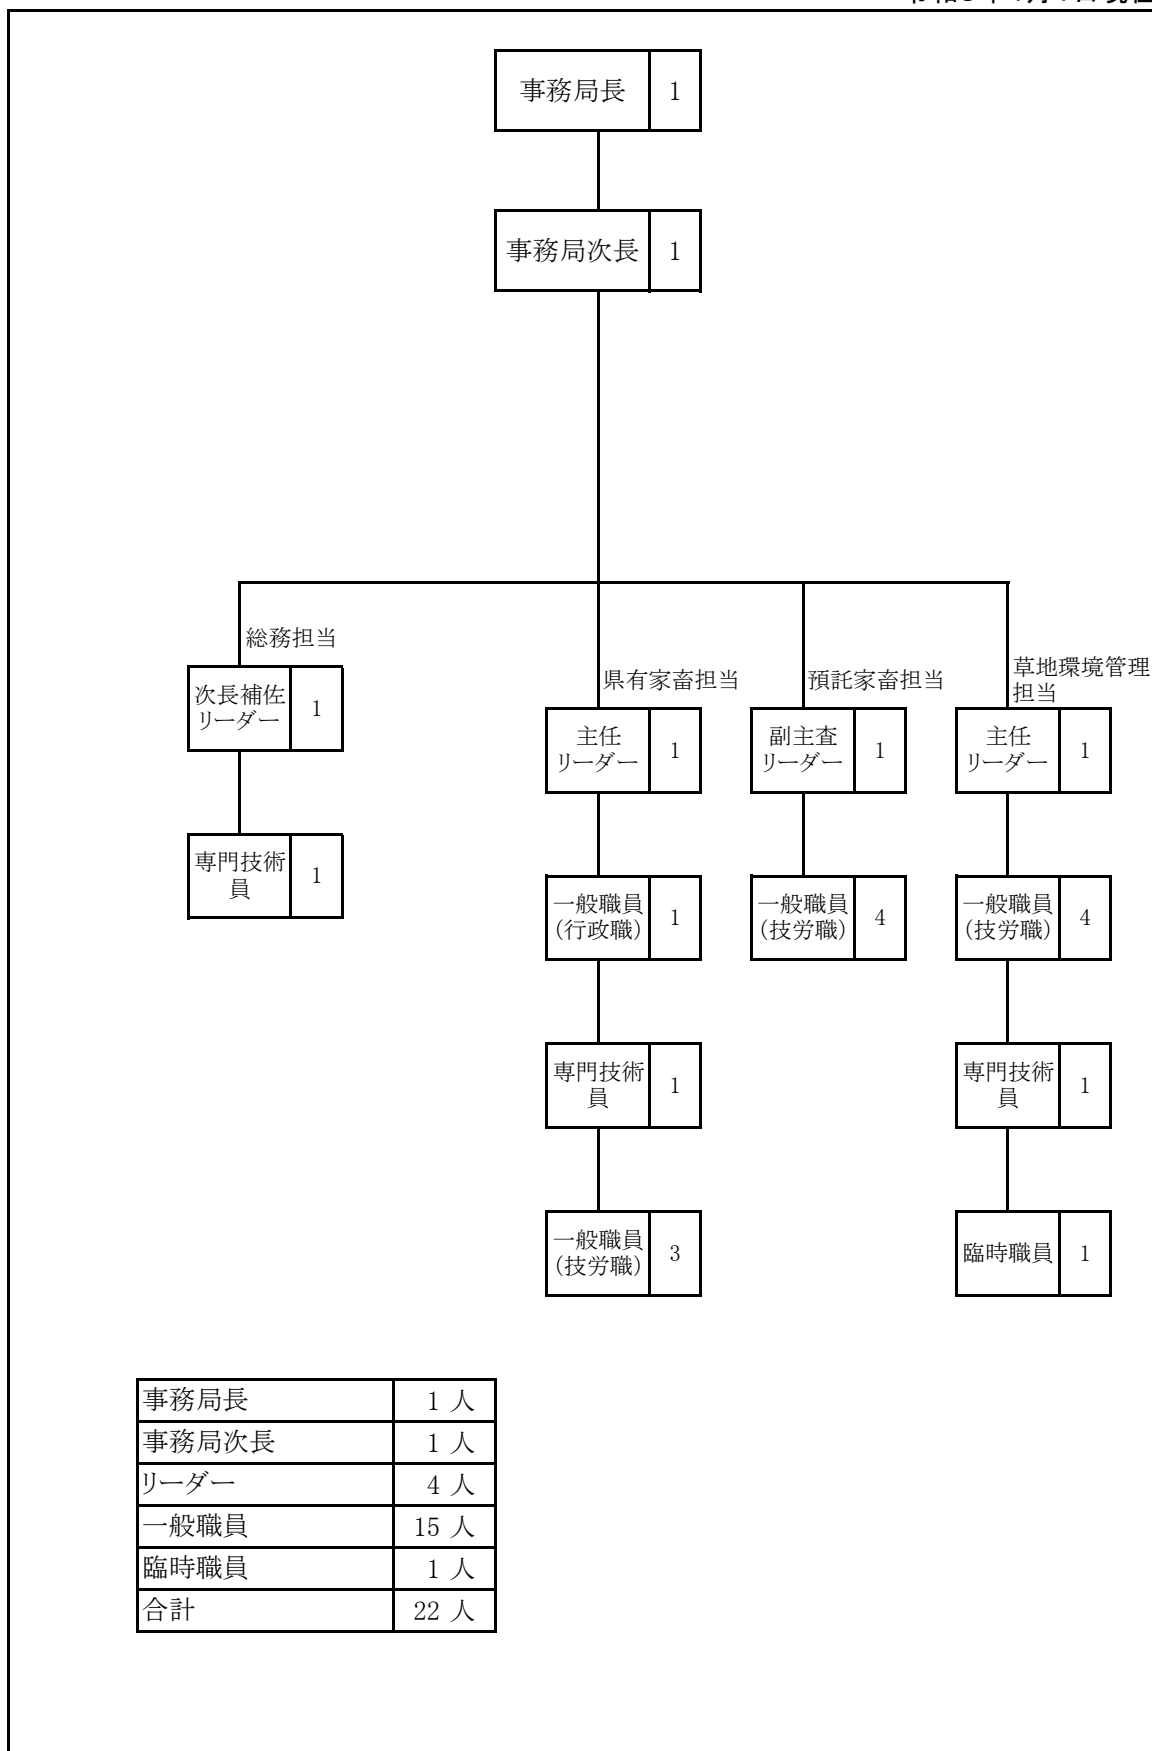 事務局長 1
事務局次長 1
総務担当
次長補佐
リーダー
1
専門技術
員
1
県有家畜担当
主任
リーダー
1
一般職員
(行政職)
1
専門技術
員
1
一般職員
(技労職)
3
預託家畜担当
副主査
リーダー
1
一般職員
(技労職)
4
草地環境管理
担当
主任
リーダー
1
一般職員
(技労職)
4
専門技術
員
1
臨時職員 1
事務局長 1 人
事務局次長 1 人
リーダー 4 人
一般職員 15 人
臨時職員 1 人
合計 22 人